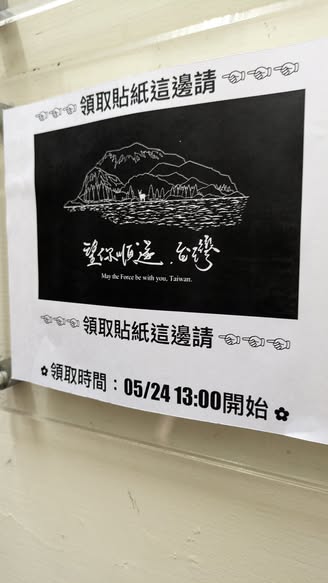 ☜☜☜領取貼紙這邊請☜☜☜
望你順遂.台灣
May the Force be with you, Taiwan.
☜☜☜領取貼紙這邊請☜☜☜
✿領取時間：05/24 13:00開始✿